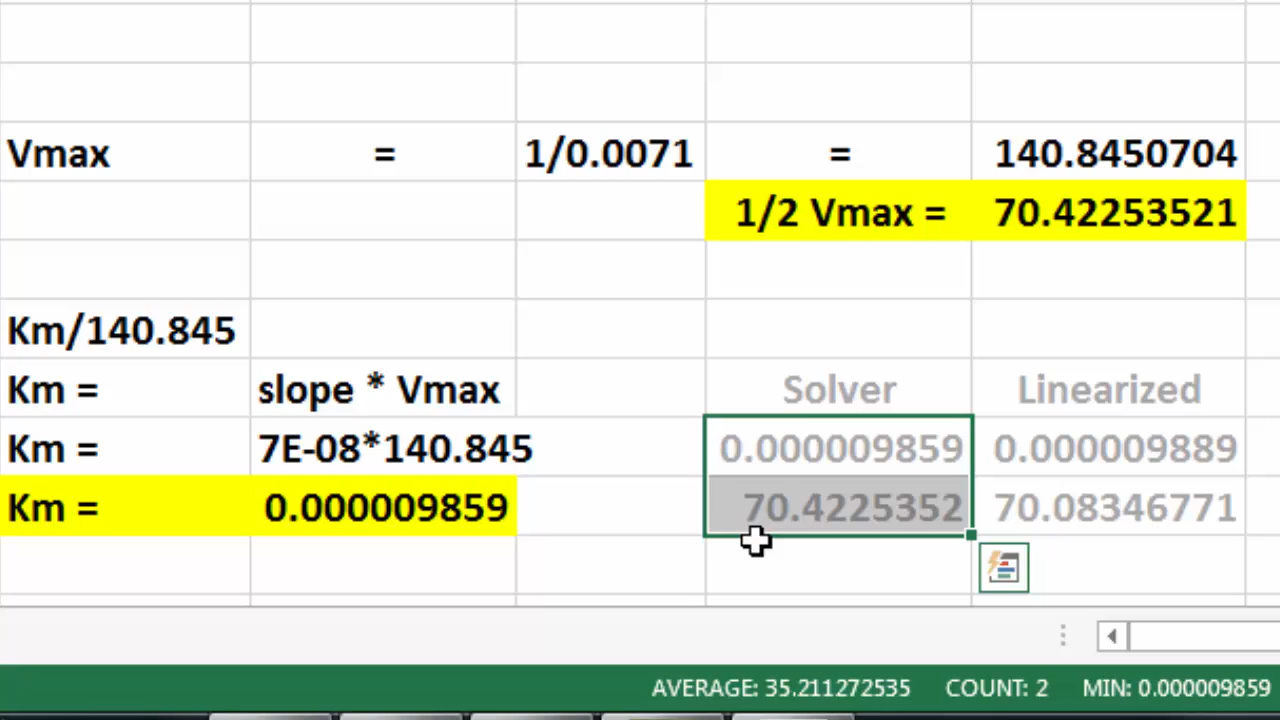 Vmax = 1/0.0071 = 140.8450704
1/2 Vmax = 70.42253521
Km/140.845
Km = slope * Vmax Solver Linearized
Km = 7E-08*140.845 0.000009859 0.000009889
Km = 0.000009859 70.4225352 70.08346771
AVERAGE: 35.211272535 COUNT: 2 MIN: 0.000009859